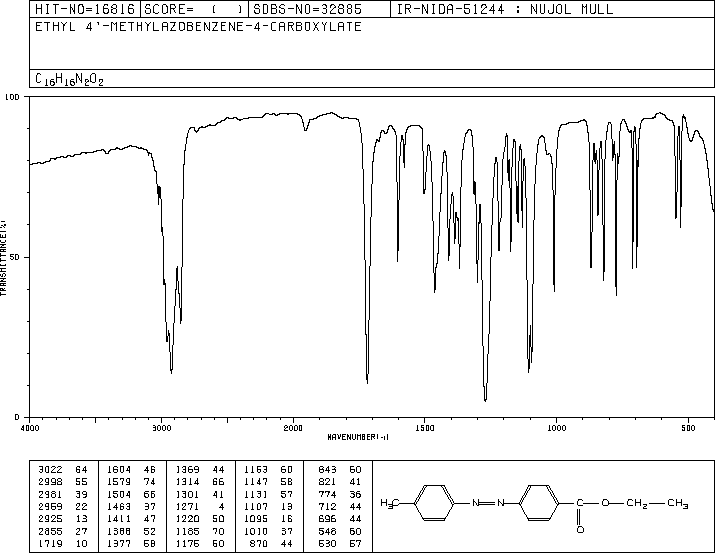 HIT-NO=16816 SCORE= ( ) SDBS-NO=32885 IR-NIDA-51244 : NUJOL MULL
ETHYL 4'-METHYLAZOBENZENE-4-CARBOXYLATE
C16H16N2O2
100
50
0
TRANSMITTANCE(%)
4000 3000 2000 1500 1000 500
WAVENUMBER(-1)
3022 64 1604 46 1369 44 1153 60 843 60
2998 55 1579 74 1314 66 1147 58 821 41
2981 39 1504 66 1301 41 1131 57 774 36
2959 22 1463 37 1271 4 1107 13 712 44
2925 13 1411 47 1220 50 1095 16 696 44
2855 27 1388 52 1185 70 1010 37 548 60
1719 10 1377 58 1175 50 870 44 530 57
H3C N N C O CH2 CH3
O